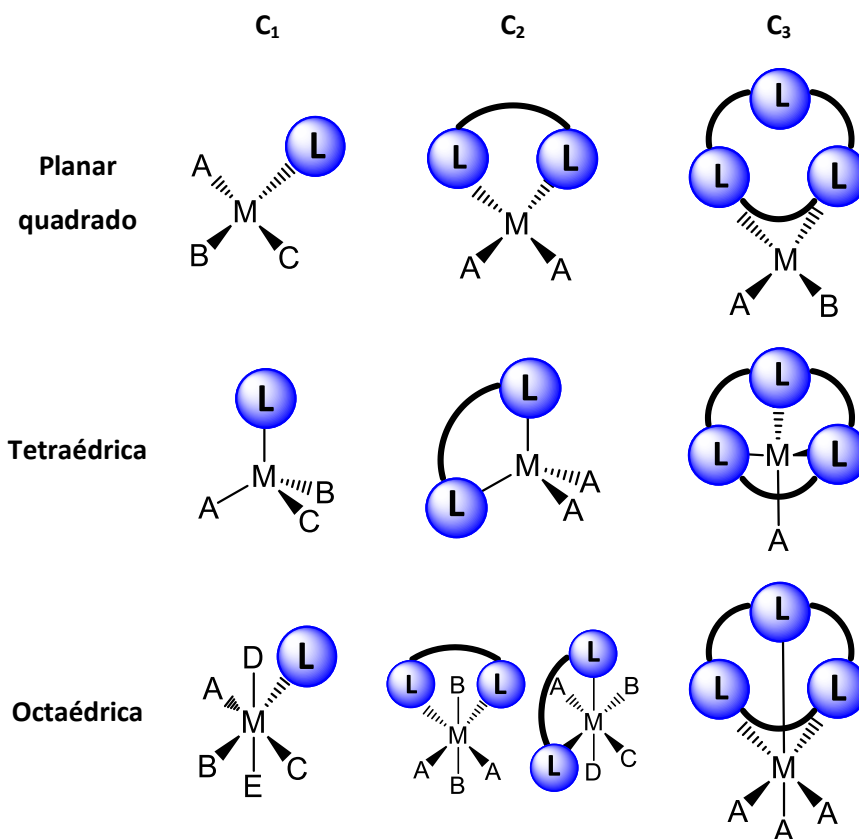 C₁ C₂ C₃
Planar
quadrado
A L M B C
L L M A A
L L L M A B
Tetraédrica
L M A B C
L L M A A
L L M L A
Octaédrica
D L A M B C E
L L B M A A B
L A B M L C D
L L L M A A A